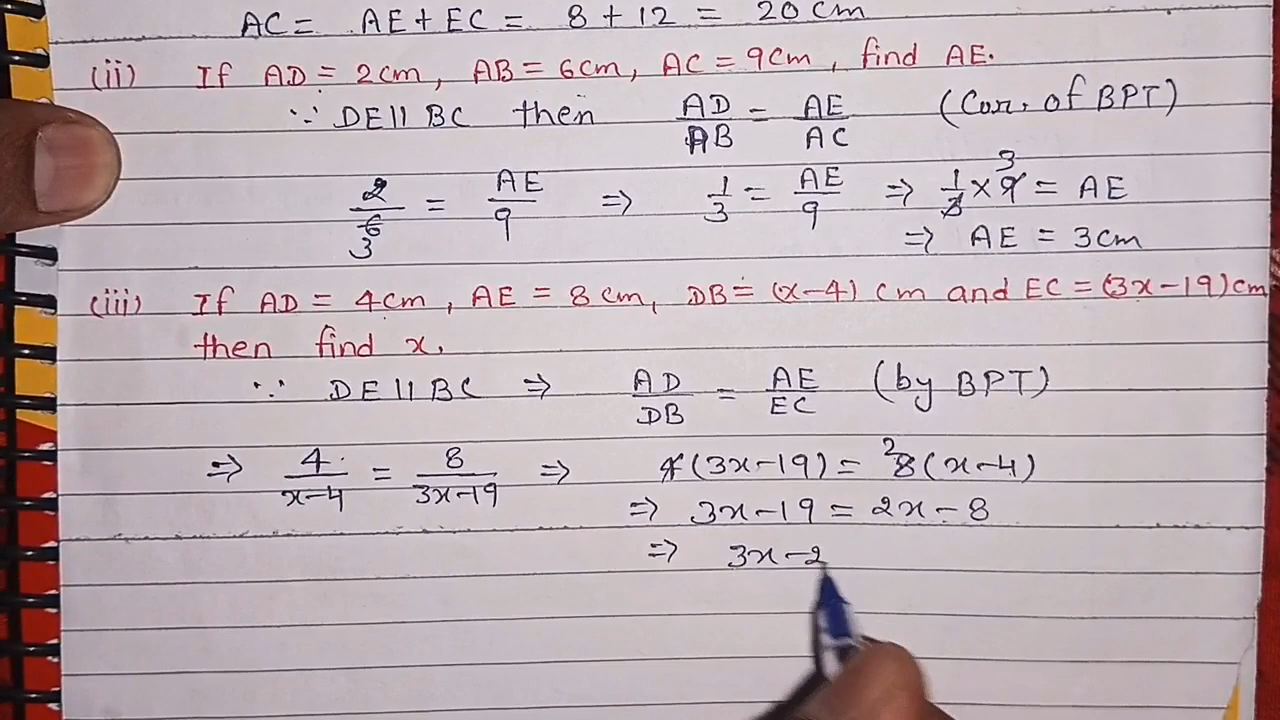 AC = AE + EC = 8 + 12 = 20 cm
(ii) If AD = 2cm, AB = 6cm, AC = 9cm, find AE.
∵ DE || BC then AD/AB = AE/AC (Cor. of BPT)
2/6 3 = AE/9 ⇒ 1/3 = AE/9 ⇒ 1/3 × 9 3 = AE
⇒ AE = 3cm
(iii) If AD = 4cm, AE = 8cm, DB = (x-4) cm and EC = (3x-19) cm
then find x.
∵ DE || BC ⇒ AD/DB = AE/EC (by BPT)
⇒ 4/x-4 = 8/3x-19 ⇒ 4(3x-19) = 2 8(x-4)
⇒ 3x-19 = 2x-8
⇒ 3x-2